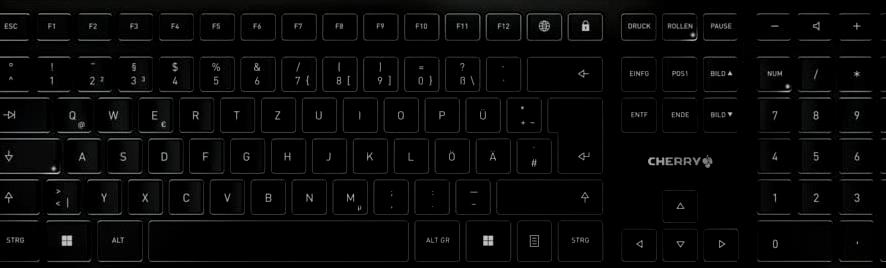 ESC F1 F2 F3 F4 F5 F6 F7 F8 F9 F10 F11 F12 DRUCK ROLLEN PAUSE − +
° ! " § $ % & / ( ) = ?
^ 1 2 ² 3 ³ 4 5 6 7 { 8 [ 9 ] 0 } ß \ EINFG POS1 BILD ▲ NUM / *
Q @ W E € R T Z U I O P Ü * + ~ ENTF ENDE BILD ▼ 7 8 9
A S D F G H J K L Ö Ä ' # CHERRY 4 5 6
> < | Y X C V B N M µ ; , : . _ - 1 2 3
STRG ALT ALT GR STRG 0 ,